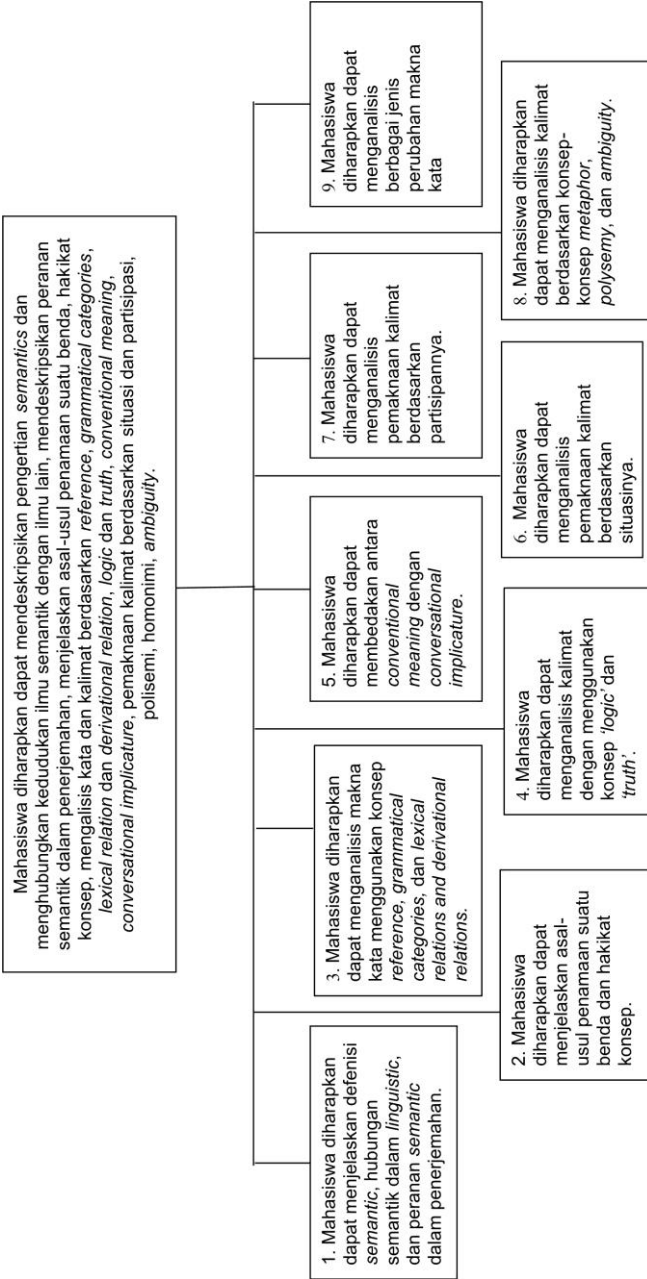 Mahasiswa diharapkan dapat mendeskripsikan pengertian semantics dan
menghubungkan kedudukan ilmu semantik dengan ilmu lain, mendeskripsikan peranan
semantik dalam penerjemahan, menjelaskan asal-usul penamaan suatu benda, hakikat
konsep, mengalisis kata dan kalimat berdasarkan reference, grammatical categories,
lexical relation dan derivational relation, logic dan truth, conventional meaning,
conversational implicature, pemaknaan kalimat berdasarkan situasi dan partisipasi,
polisemi, homonimi, ambiguity.
1. Mahasiswa diharapkan
dapat menjelaskan defenisi
semantic, hubungan
semantik dalam linguistic,
dan peranan semantic
dalam penerjemahan.
2. Mahasiswa
diharapkan dapat
menjelaskan asal-
usul penamaan suatu
benda dan hakikat
konsep.
3. Mahasiswa diharapkan
dapat menganalisis makna
kata menggunakan konsep
reference, grammatical
categories, dan lexical
relations and derivational
relations.
4. Mahasiswa
diharapkan dapat
menganalisis kalimat
dengan menggunakan
konsep ‘logic’ dan
‘truth’.
5. Mahasiswa
diharapkan dapat
membedakan antara
conventional
meaning dengan
conversational
implicature.
6. Mahasiswa
diharapkan dapat
menganalisis
pemaknaan kalimat
berdasarkan
situasinya.
7. Mahasiswa
diharapkan dapat
menganalisis
pemaknaan kalimat
berdasarkan
partisipannya.
8. Mahasiswa diharapkan
dapat menganalisis kalimat
berdasarkan konsep-
konsep metaphor,
polysemy, dan ambiguity.
9. Mahasiswa
diharapkan dapat
menganalisis
berbagai jenis
perubahan makna
kata